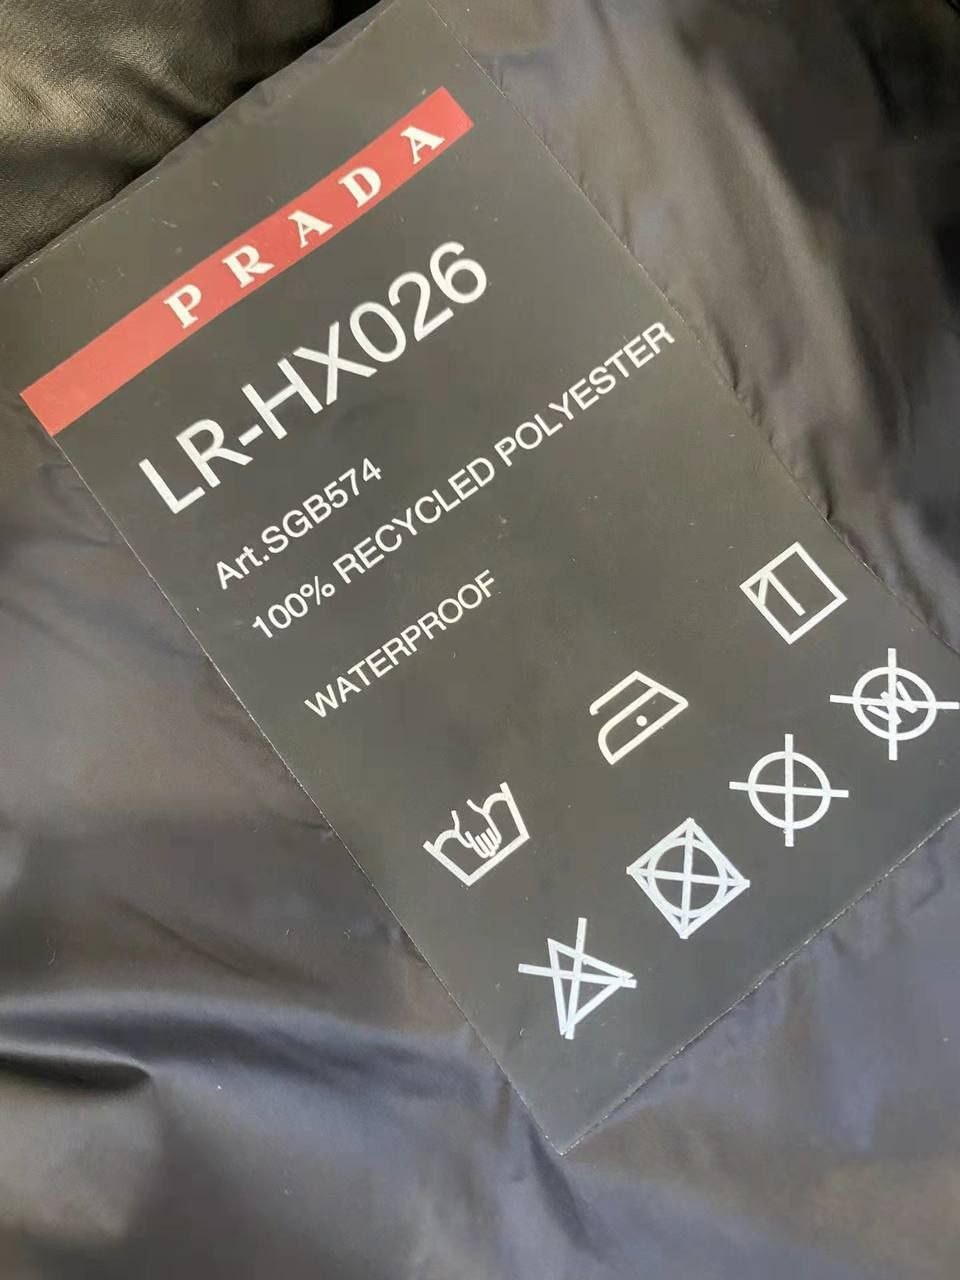 PRADA
LR-HX026
Art.SGB574
100% RECYCLED POLYESTER
WATERPROOF
W